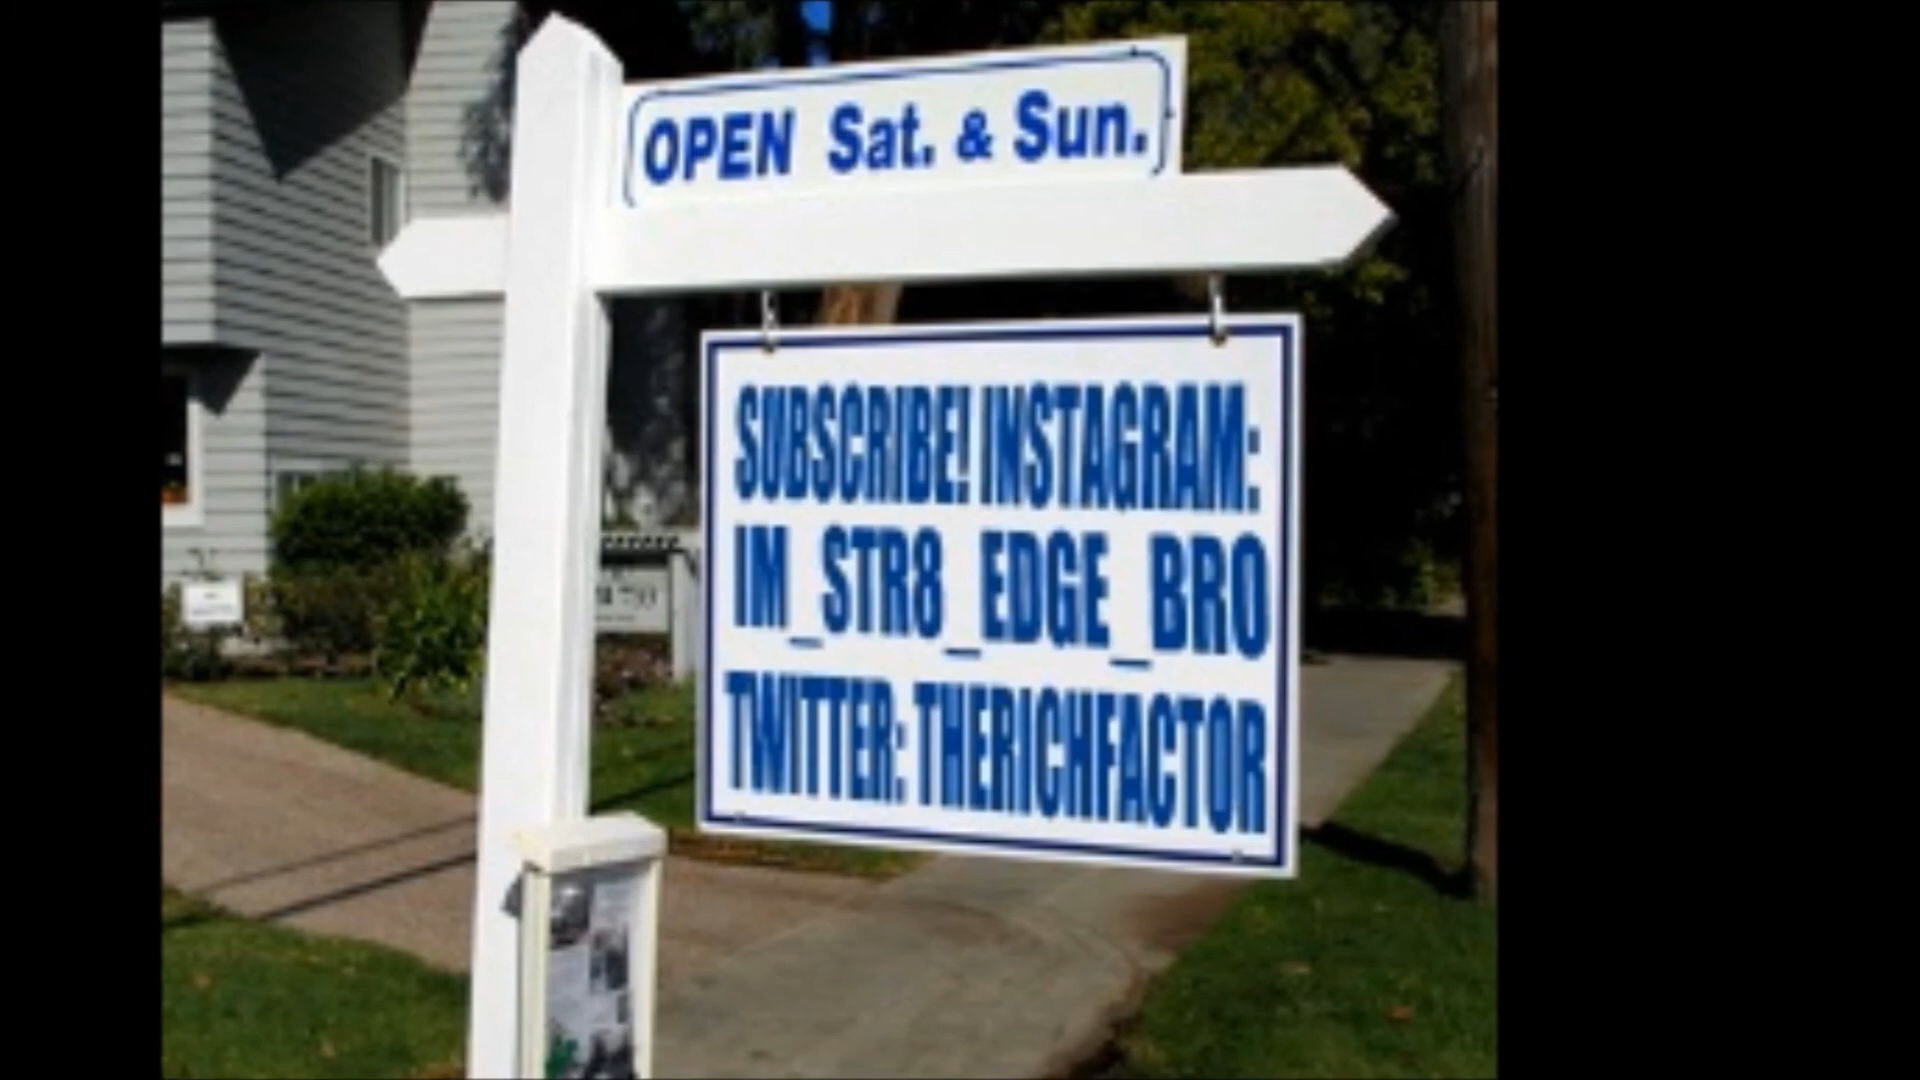 OPEN Sat. & Sun.
SUBSCRIBE! INSTAGRAM:
IM_STR8_EDGE_BRO
TWITTER: THERICHFACTOR